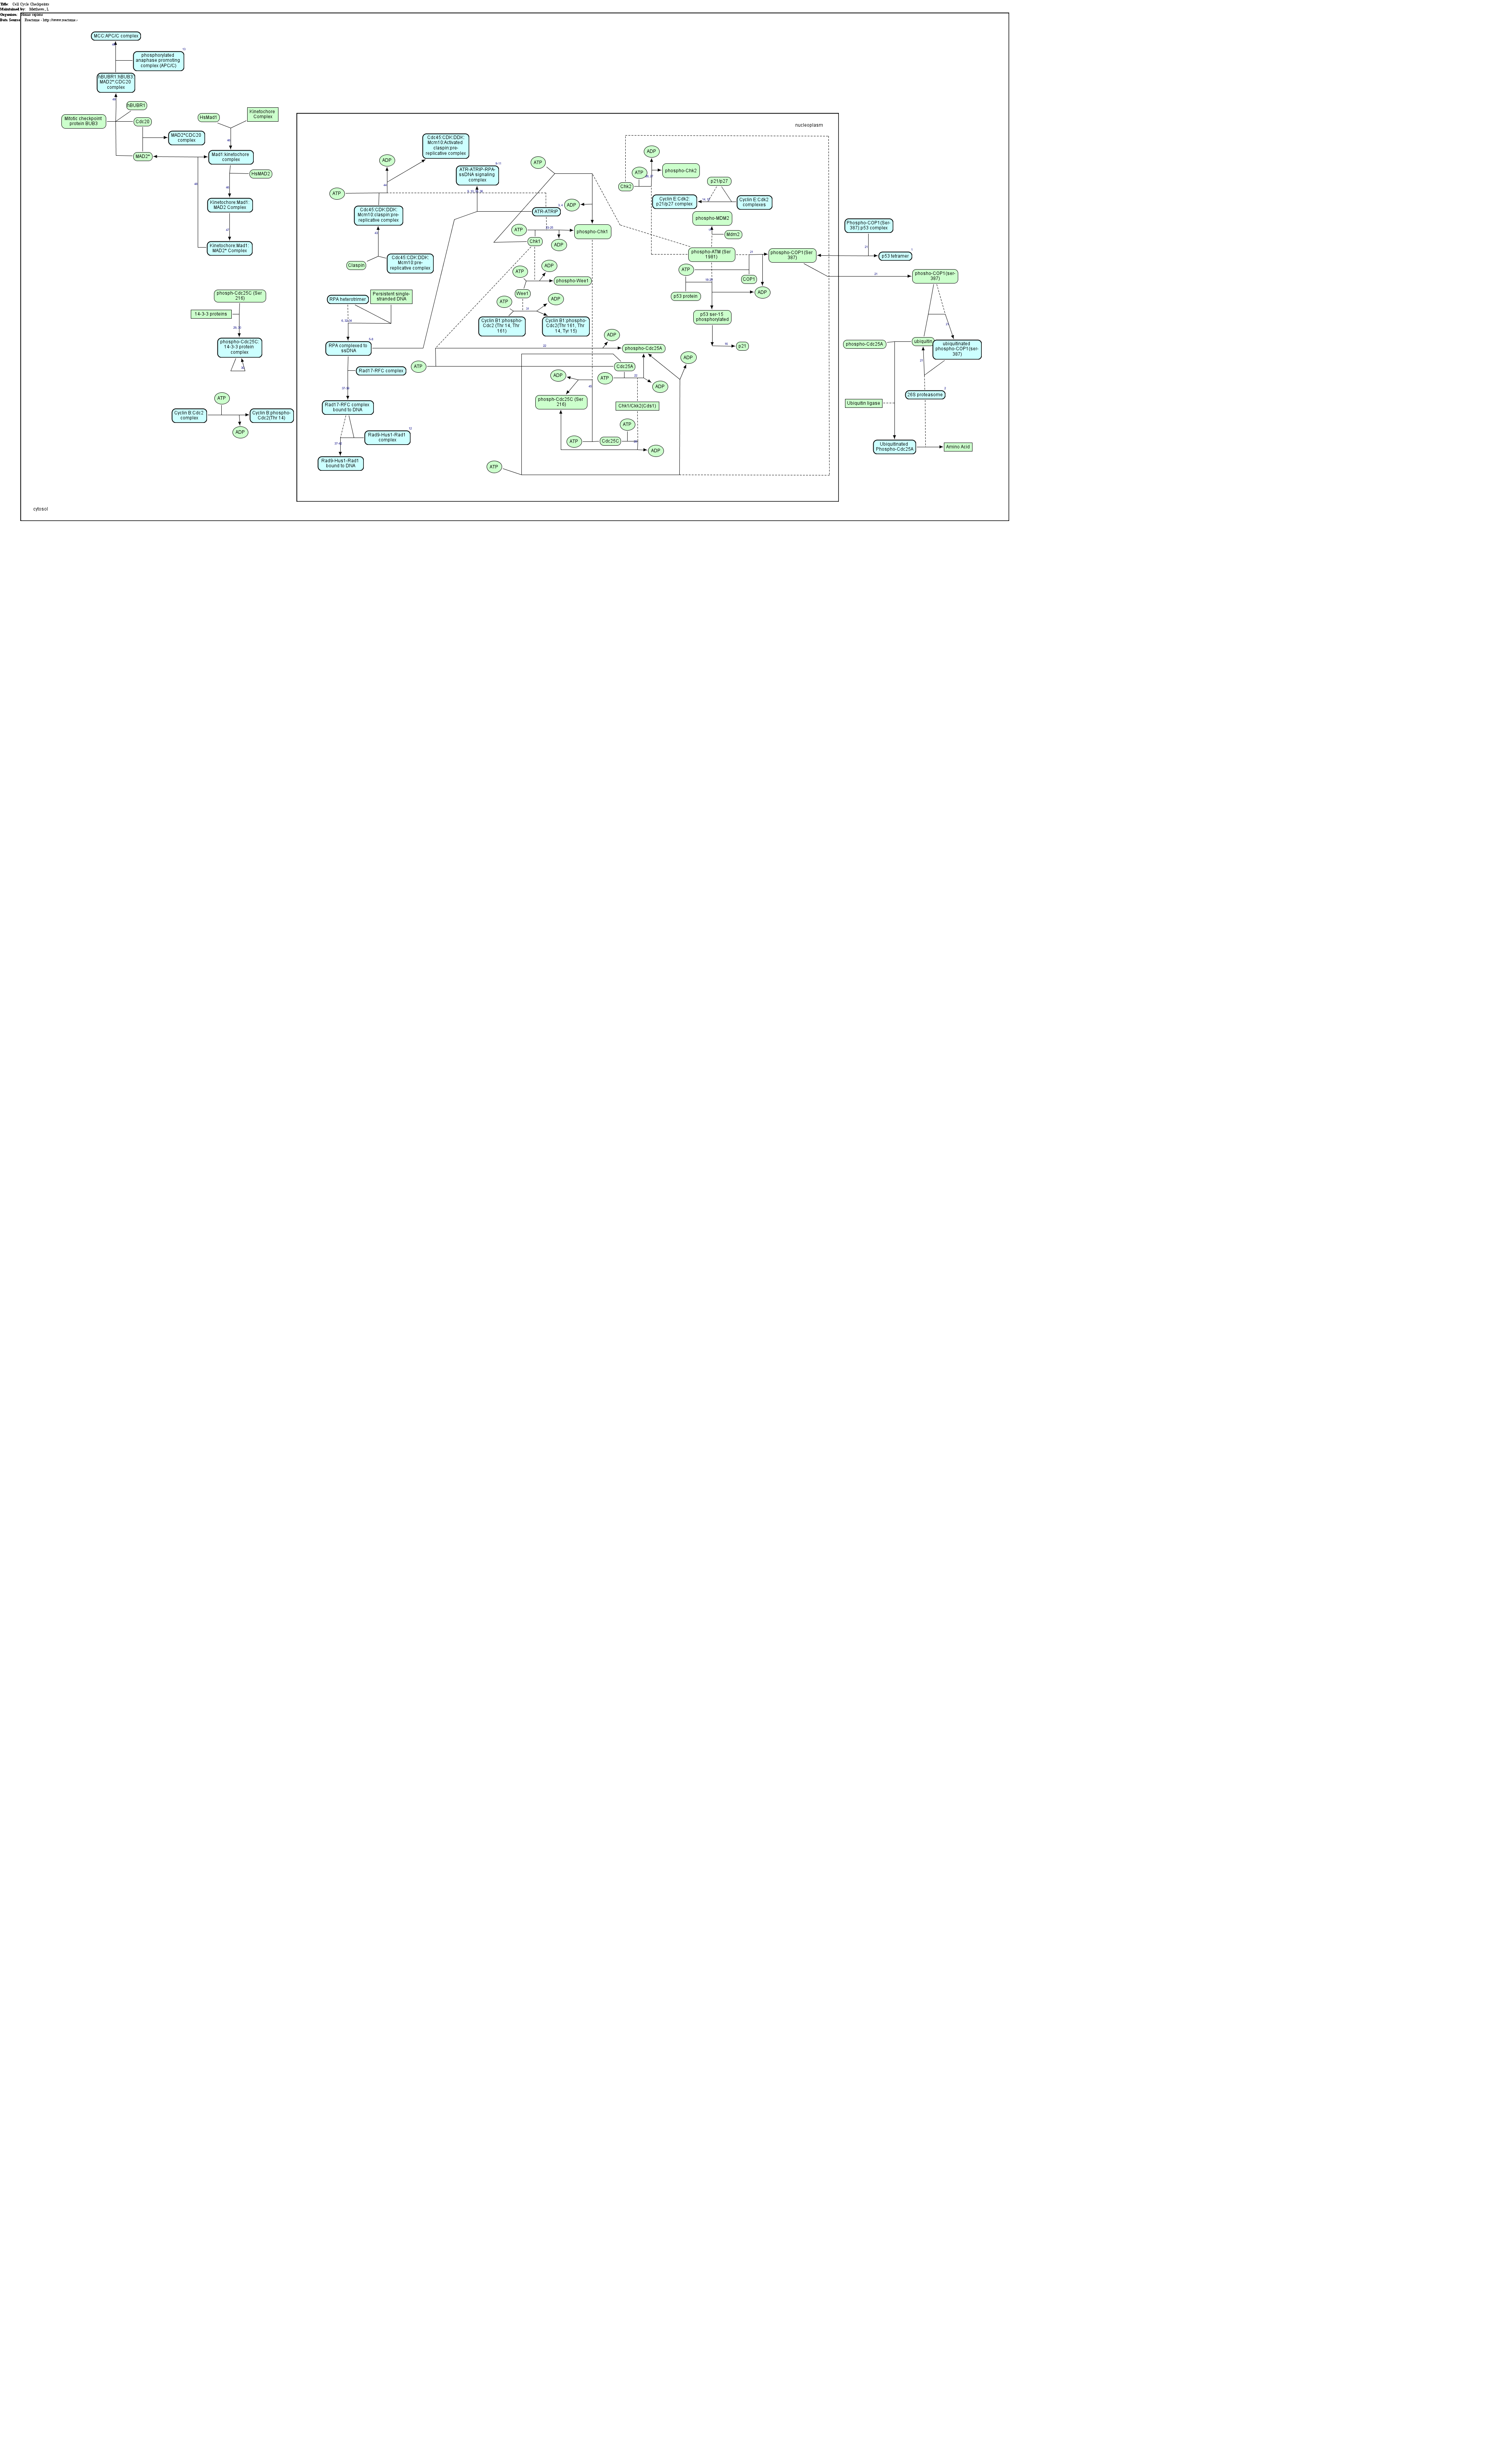 Title: Cell Cycle Checkpoints
Maintained by: Matthews, L
Organism: Homo sapiens
Data Source: Reactome - http://www.reactome.-
MCC:APC/C complex
phosphorylated
anaphase promoting
complex (APC/C)
hBUBR1:hBUB3:
MAD2*:CDC20
complex
hBUBR1
Mitotic checkpoint
protein BUB3
Cdc20
MAD2*CDC20
complex
MAD2*
HsMad1
Kinetochore
Complex
Mad1:kinetochore
complex
HsMAD2
Kinetochore:Mad1:
MAD2 Complex
Kinetochore:Mad1:
MAD2* Complex
phosph-Cdc25C (Ser
216)
14-3-3 proteins
phospho-Cdc25C:
14-3-3 protein
complex
ATP
Cyclin B:Cdc2
complex
Cyclin B:phospho-
Cdc2(Thr 14)
ADP
cytosol
nucleoplasm
Cdc45:CDK:DDK:
Mcm10:Activated
claspin:pre-
replicative complex
ADP
ATR-ATRIP-RPA-
ssDNA signaling
complex
ATP
ATP
Cdc45:CDK:DDK:
Mcm10:claspin:pre-
replicative complex
ATR-ATRIP
ADP
ATP
phospho-Chk1
Chk1
ADP
Claspin
Cdc45:CDK:DDK:
Mcm10:pre-
replicative complex
ATP
ADP
phospho-Wee1
Wee1
RPA heterotrimer
Persistent single-
stranded DNA
ATP
ADP
Cyclin B1:phospho-
Cdc2 (Thr 14, Thr
161)
Cyclin B1:phospho-
Cdc2(Thr 161, Thr
14, Tyr 15)
RPA complexed to
ssDNA
Rad17-RFC complex
ATP
Rad17-RFC complex
bound to DNA
Rad9-Hus1-Rad1
complex
Rad9-Hus1-Rad1
bound to DNA
ADP
phospho-Cdc25A
ADP
Cdc25A
ADP
ATP
ADP
phosph-Cdc25C (Ser
216)
Chk1/Chk2(Cds1)
ATP
ATP
Cdc25C
ADP
ATP
ADP
ATP
phospho-Chk2
Chk2
p21/p27
Cyclin E:Cdk2:
p21/p27 complex
Cyclin E:Cdk2
complexes
phospho-MDM2
Mdm2
phospho-ATM (Ser
1981)
phospho-COP1(Ser-
387)
ATP
COP1
p53 protein
ADP
p53 ser-15
phosphorylated
p21
Phospho-COP1(Ser-
387):p53 complex
p53 tetramer
phospho-COP1(ser-
387)
phospho-Cdc25A
ubiquitin
ubiquitinated
phospho-COP1(ser-
387)
26S proteasome
Ubiquitin ligase
Ubiquitinated
Phospho-Cdc25A
Amino Acid